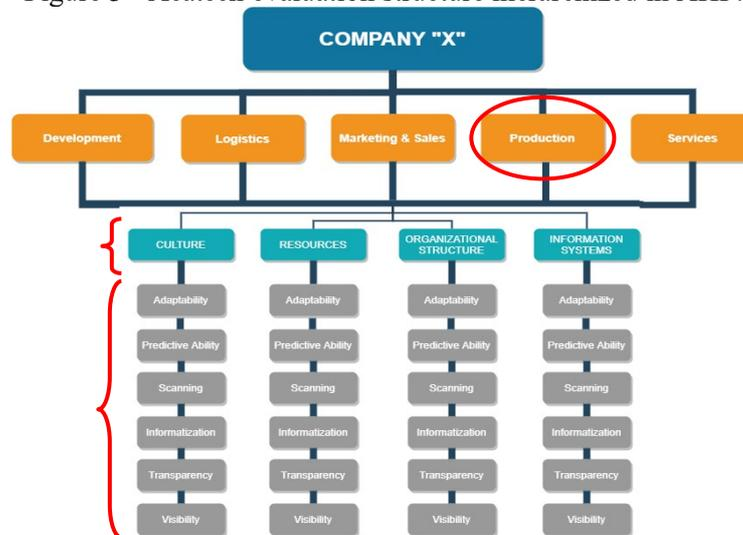 COMPANY "X"
Development
Logistics
Marketing & Sales
Production
Services
CULTURE
RESOURCES
ORGANIZATIONAL
STRUCTURE
INFORMATION
SYSTEMS
Adaptability
Adaptability
Adaptability
Adaptability
Predictive Ability
Predictive Ability
Predictive Ability
Predictive Ability
Scanning
Scanning
Scanning
Scanning
Informatization
Informatization
Informatization
Informatization
Transparency
Transparency
Transparency
Transparency
Visibility
Visibility
Visibility
Visibility